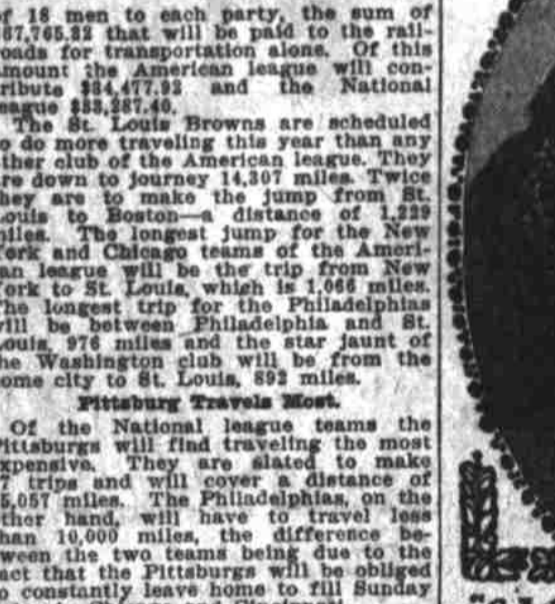 of 18 men to each party, the sum of
$67,765.32 that will be paid to the rail-
roads for transportation alone. Of this
amount the American league will con-
tribute $34,477.92 and the National
league $33,287.40.
The St. Louis Browns are scheduled
to do more traveling this year than any
other club of the American league. They
are down to journey 14,307 miles. Twice
they are to make the jump from St.
Louis to Boston—a distance of 1,229
miles. The longest jump for the New
York and Chicago teams of the Ameri-
can league will be the trip from New
York to St. Louis, which is 1,066 miles.
The longest trip for the Philadelphias
will be between Philadelphia and St.
Louis, 976 miles and the star jaunt of
the Washington club will be from the
home city to St. Louis, 892 miles.
Pittsburg Travels Most.
Of the National league teams the
Pittsburgs will find traveling the most
expensive. They are slated to make
7 trips and will cover a distance of
5,057 miles. The Philadelphias, on the
other hand, will have to travel less
than 10,000 miles, the difference be-
tween the two teams being due to the
fact that the Pittsburgs will be obliged
to constantly leave home to fill Sunday